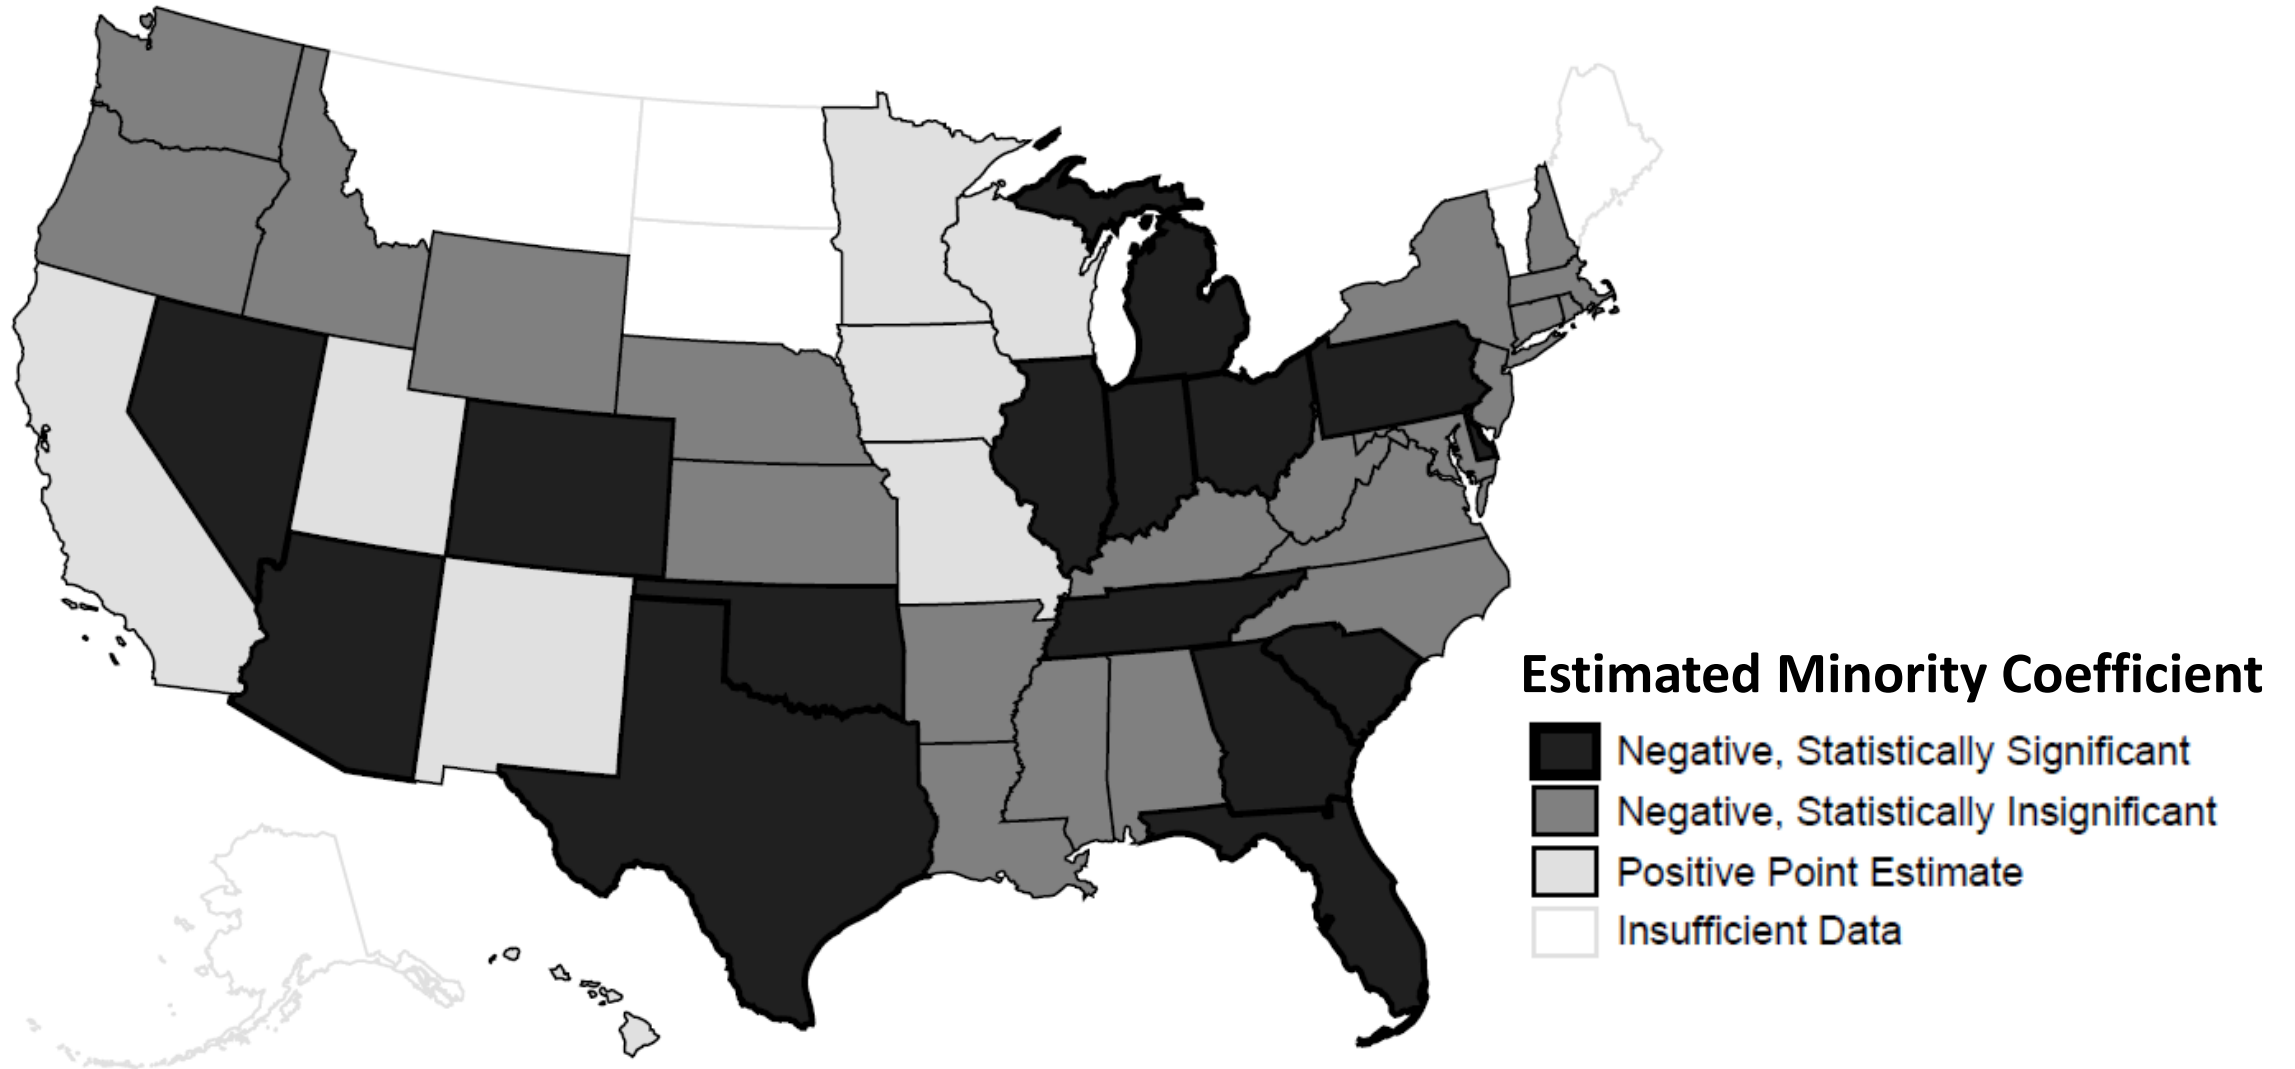 Estimated Minority Coefficient
Negative, Statistically Significant
Negative, Statistically Insignificant
Positive Point Estimate
Insufficient Data